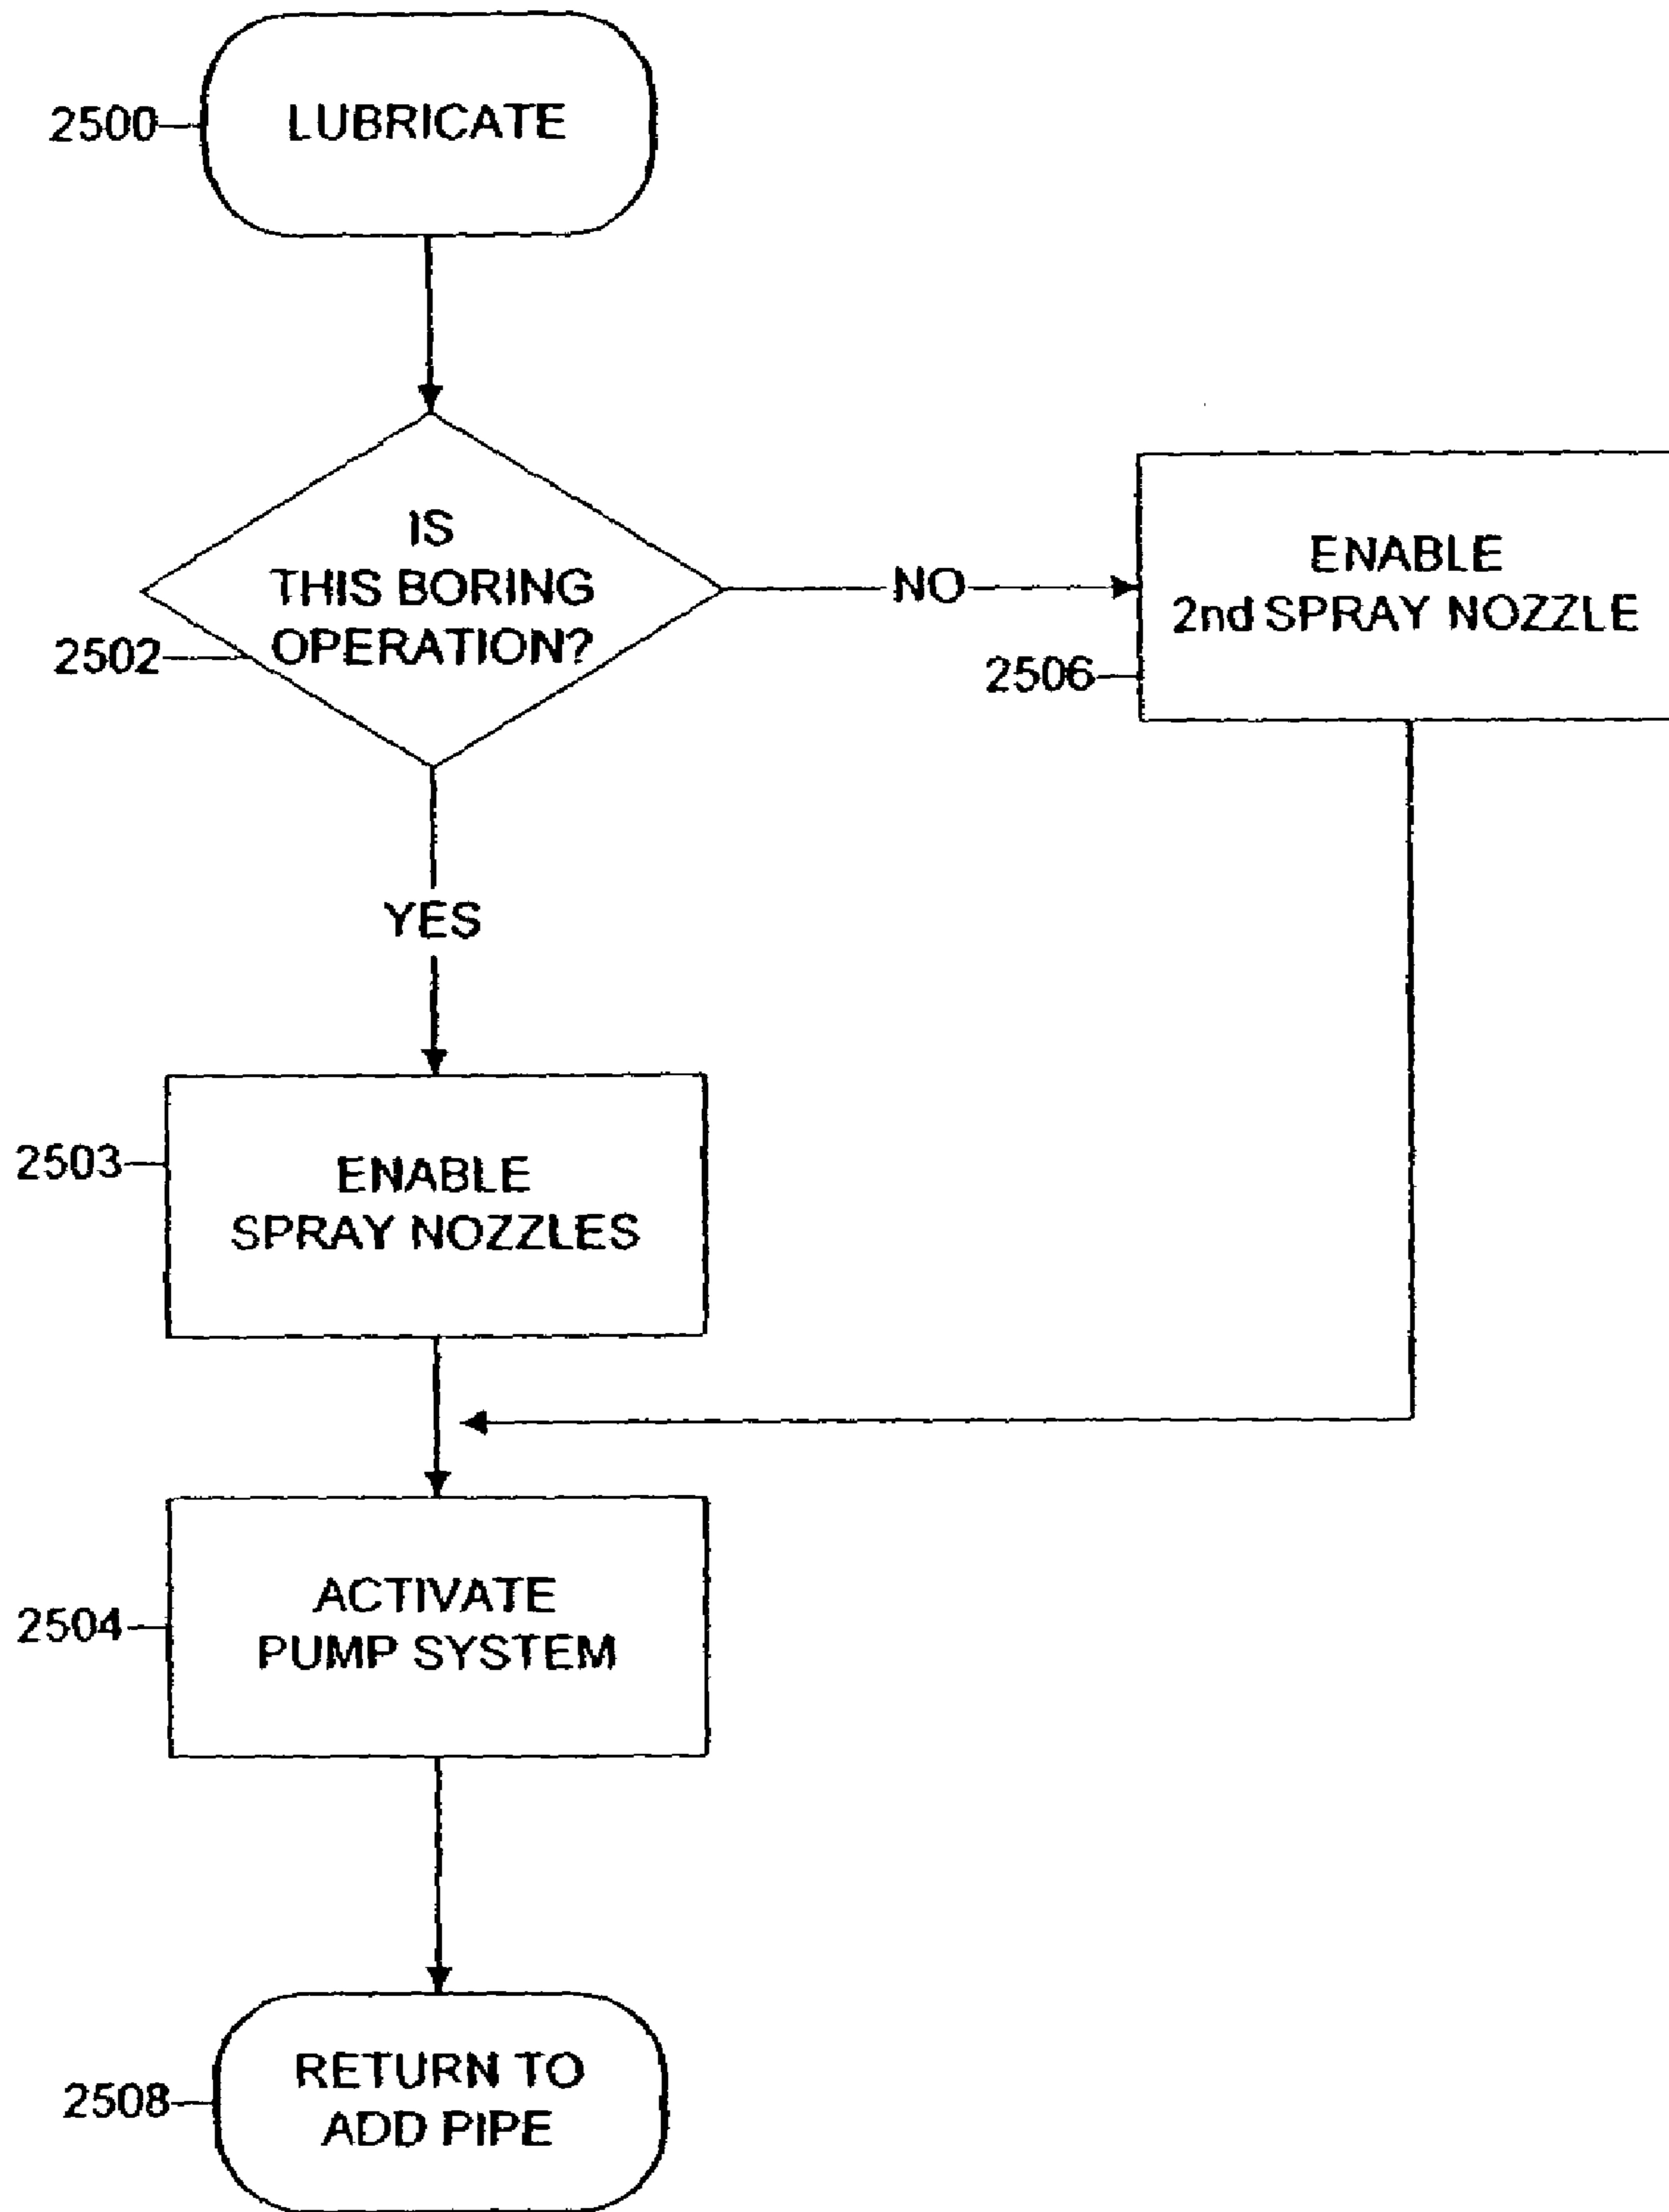 2500
LUBRICATE
IS
THIS BORING
OPERATION?
2502
NO
ENABLE
2nd SPRAY NOZZLE
2506
YES
2503
ENABLE
SPRAY NOZZLES
2504
ACTIVATE
PUMP SYSTEM
2508
RETURN TO
ADD PIPE